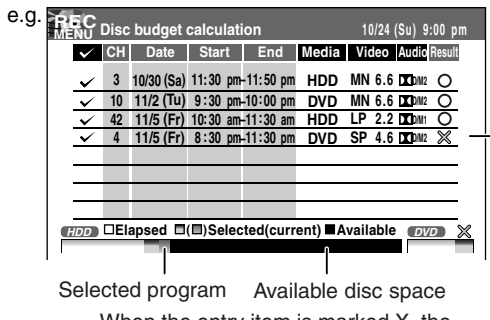 e.g.
REC MENU Disc budget calculation 10/24 (Su) 9:00 pm
✓ CH Date Start End Media Video Audio Result
✓ 3 10/30 (Sa) 11:30 pm-11:50 pm HDD MN 6.6 D/M2 ○
✓ 10 11/2 (Tu) 9:30 pm-10:00 pm DVD MN 6.6 D/M2 ○
✓ 42 11/5 (Fr) 10:30 am-11:30 am HDD LP 2.2 D/M1 ○
✓ 4 11/5 (Fr) 8:30 pm-11:30 pm DVD SP 4.6 D/M2 ☓
HDD □Elapsed ■(■)Selected(current) ■Available DVD ☓
Selected program Available disc space
When the entry item is marked X, the